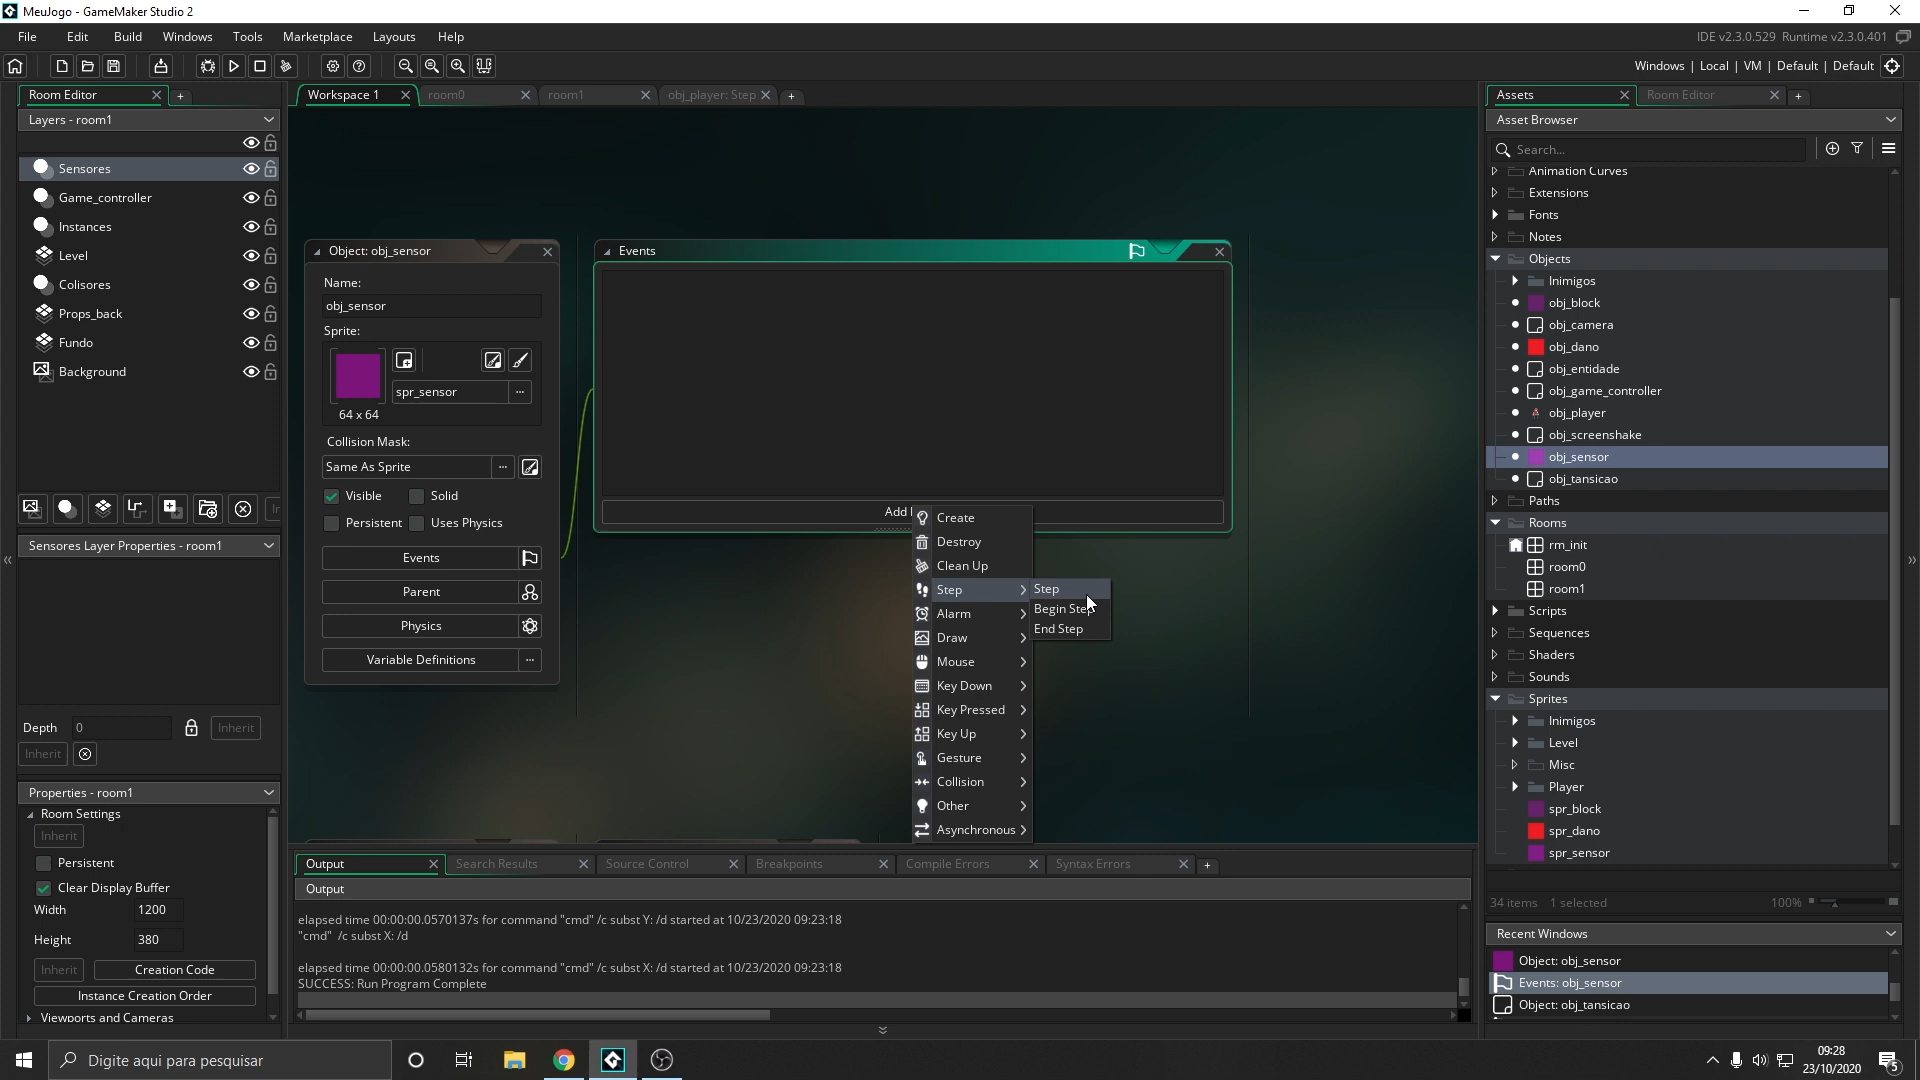 MeuJogo - GameMaker Studio 2
File Edit Build Windows Tools Marketplace Layouts Help
IDE v2.3.0.529 Runtime v2.3.0.401
Windows | Local | VM | Default | Default
Room Editor
Layers - room1
Sensores
Game_controller
Instances
Level
Colisores
Props_back
Fundo
Background
Sensores Layer Properties - room1
Depth 0 Inherit
Inherit
Properties - room1
Room Settings
Inherit
Persistent
Clear Display Buffer
Width 1200
Height 380
Inherit Creation Code
Instance Creation Order
Viewports and Cameras
Workspace 1 room0 room1 obj_player: Step
Object: obj_sensor
Name:
obj_sensor
Sprite:
spr_sensor
64 x 64
Collision Mask:
Same As Sprite
Visible Solid
Persistent Uses Physics
Events
Parent
Physics
Variable Definitions
Events
Add
Create
Destroy
Clean Up
Step
Alarm
Draw
Mouse
Key Down
Key Pressed
Key Up
Gesture
Collision
Other
Asynchronous
Step
Begin Step
End Step
Output Search Results Source Control Breakpoints Compile Errors Syntax Errors
Output
elapsed time 00:00:00.0570137s for command "cmd" /c subst Y: /d started at 10/23/2020 09:23:18
"cmd" /c subst X: /d
elapsed time 00:00:00.0580132s for command "cmd" /c subst X: /d started at 10/23/2020 09:23:18
SUCCESS: Run Program Complete
Assets Room Editor
Asset Browser
Search...
Animation Curves
Extensions
Fonts
Notes
Objects
Inimigos
obj_block
obj_camera
obj_dano
obj_entidade
obj_game_controller
obj_player
obj_screenshake
obj_sensor
obj_tansicao
Paths
Rooms
rm_init
room0
room1
Scripts
Sequences
Shaders
Sounds
Sprites
Inimigos
Level
Misc
Player
spr_block
spr_dano
spr_sensor
34 items 1 selected 100%
Recent Windows
Object: obj_sensor
Events: obj_sensor
Object: obj_tansicao
Digite aqui para pesquisar
09:28
23/10/2020
5